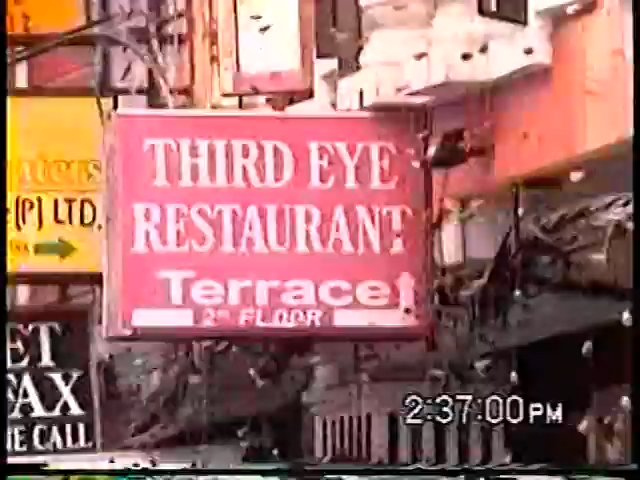 THIRD EYE
RESTAURANT
Terrace
2nd FLOOR
(P) LTD.
ET
FAX
CALL
2:37:00 PM